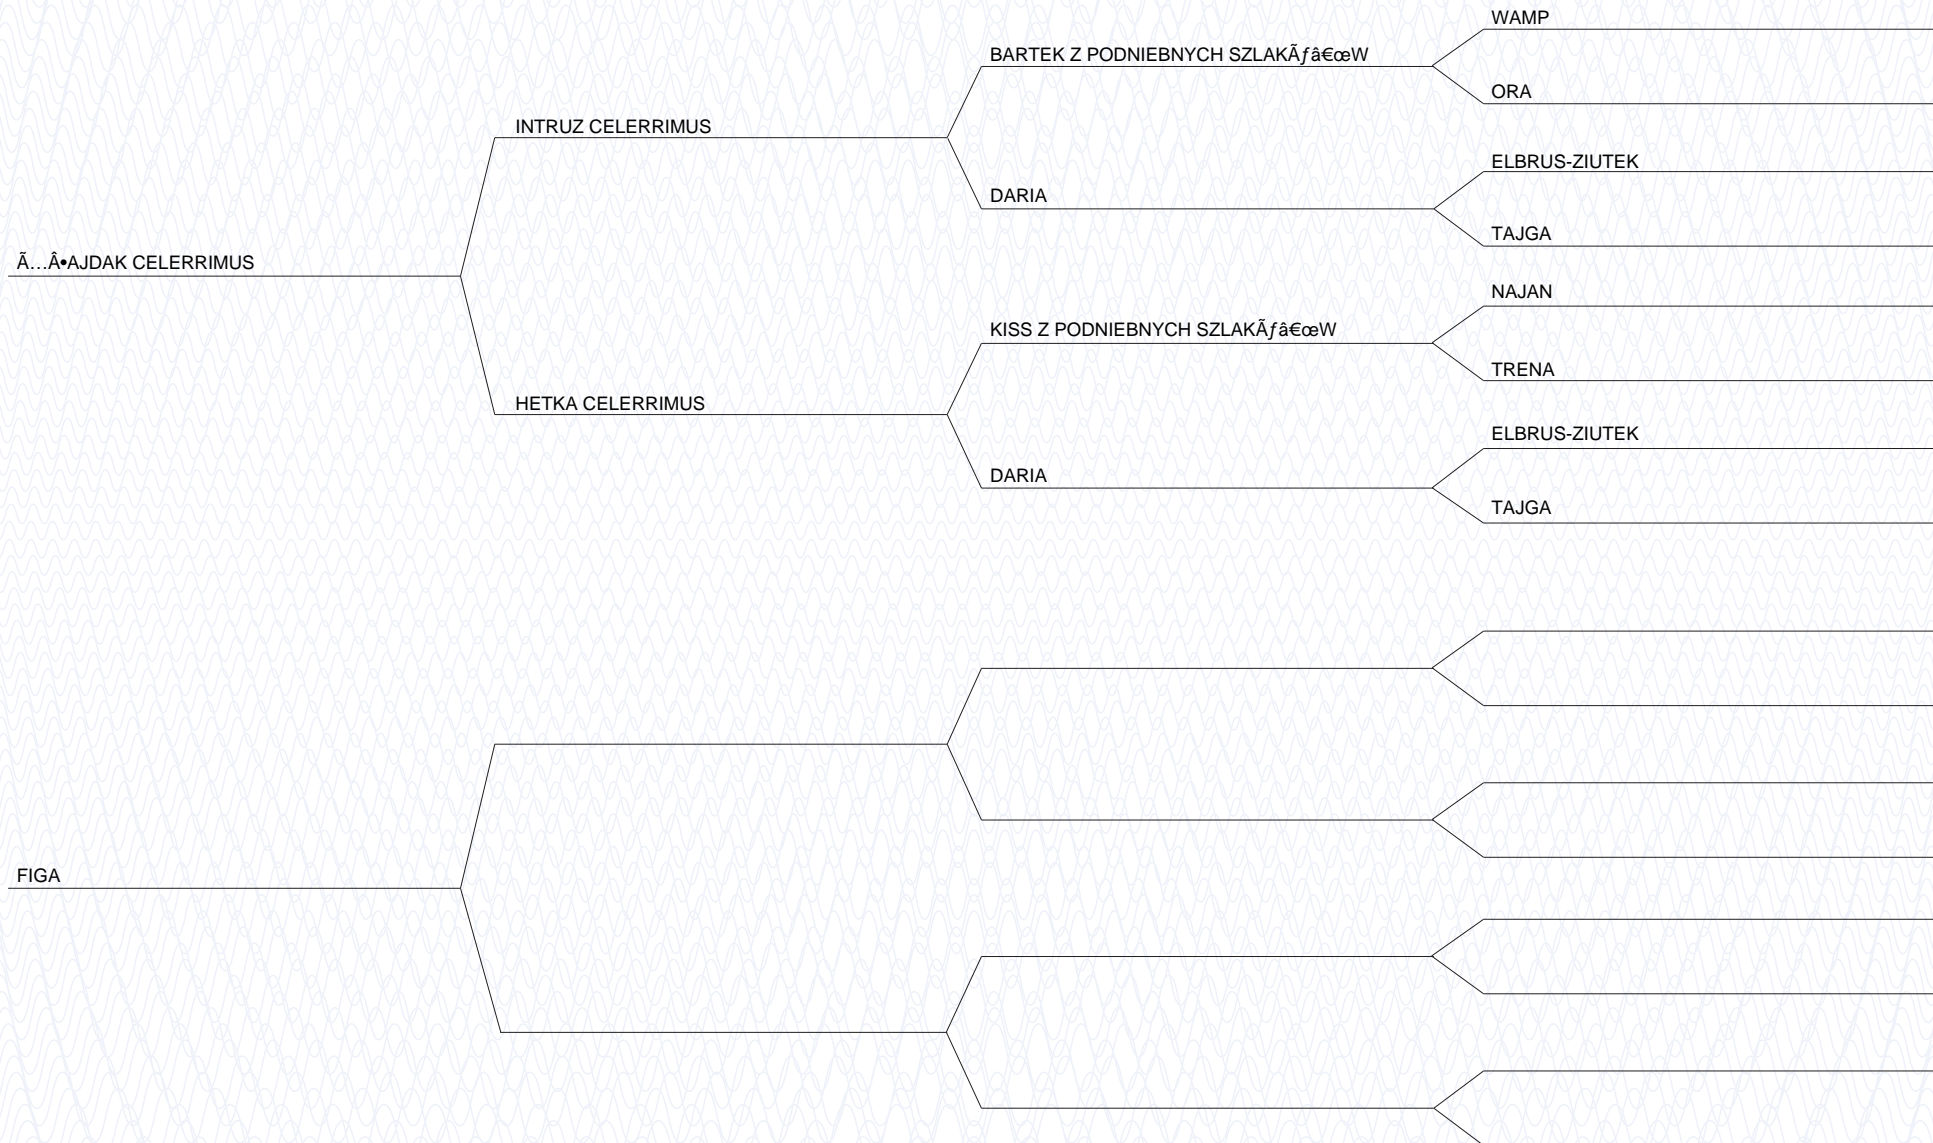 WAMP
BARTEK Z PODNIEBNYCH SZLAKÃƒâ€œW
ORA
INTRUZ CELERRIMUS
ELBRUS-ZIUTEK
DARIA
TAJGA
Ã…Â•AJDAK CELERRIMUS
NAJAN
KISS Z PODNIEBNYCH SZLAKÃƒâ€œW
TRENA
HETKA CELERRIMUS
ELBRUS-ZIUTEK
DARIA
TAJGA
FIGA